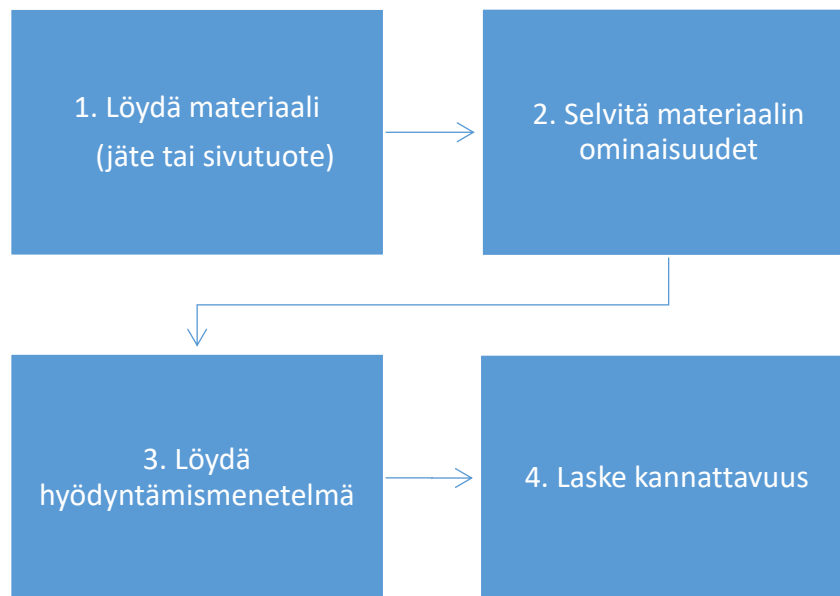 1. Löydä materiaali
(jäte tai sivutuote)
2. Selvitä materiaalin
ominaisuudet
3. Löydä
hyödyntämismenetelmä
4. Laske kannattavuus